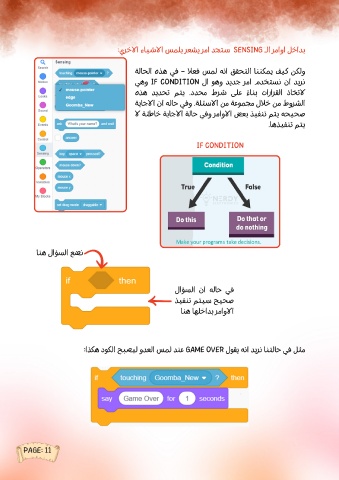 بداخل اوامر ال SENSING ستجد امر يشعر بلمس الاشياء الاخرى:
ولكن كيف يمكننا التحقق انه لمس فعلا - في هذه الحالة
نريد ان نستخدم امر جديد وهو ال IF CONDITION وهي
لاتخاذ القرارات بناءً على شرط محدد. يتم تحديد هذه
الشروط من خلال مجموعة من الاسئلة. وفي حاله ان الاجابة
صحيحه يتم تنفيذ بعض الاوامر وفي حالة الاجابة خاطئة لا
يتم تنفيذها.
Sensing
touching mouse-pointer ?
mouse-pointer
edge
Goomba_New
ask What's your name? and wait
answer
key space pressed?
mouse down?
mouse x
mouse y
set drag mode draggable
Motion
Looks
Sound
Events
Control
Sensing
Operators
Variables
My Blocks
IF CONDITION
Condition
True
False
Do this
Do that or
do nothing
Make your programs take decisions.
نضع السؤال هنا
if then
في حاله ان السؤال
صحيح سيتم تنفيذ
الاوامر بداخلها هنا
مثل في حالتنا نريد انه يقول GAME OVER عند لمس العدو ليصبح الكود هكذا:
if touching Goomba_New ? then
say Game Over for 1 seconds
PAGE: 11